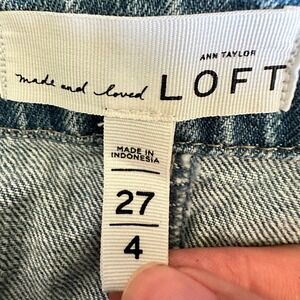 ANN TAYLOR
made and loved LOFT
MADE IN
INDONESIA
27
4